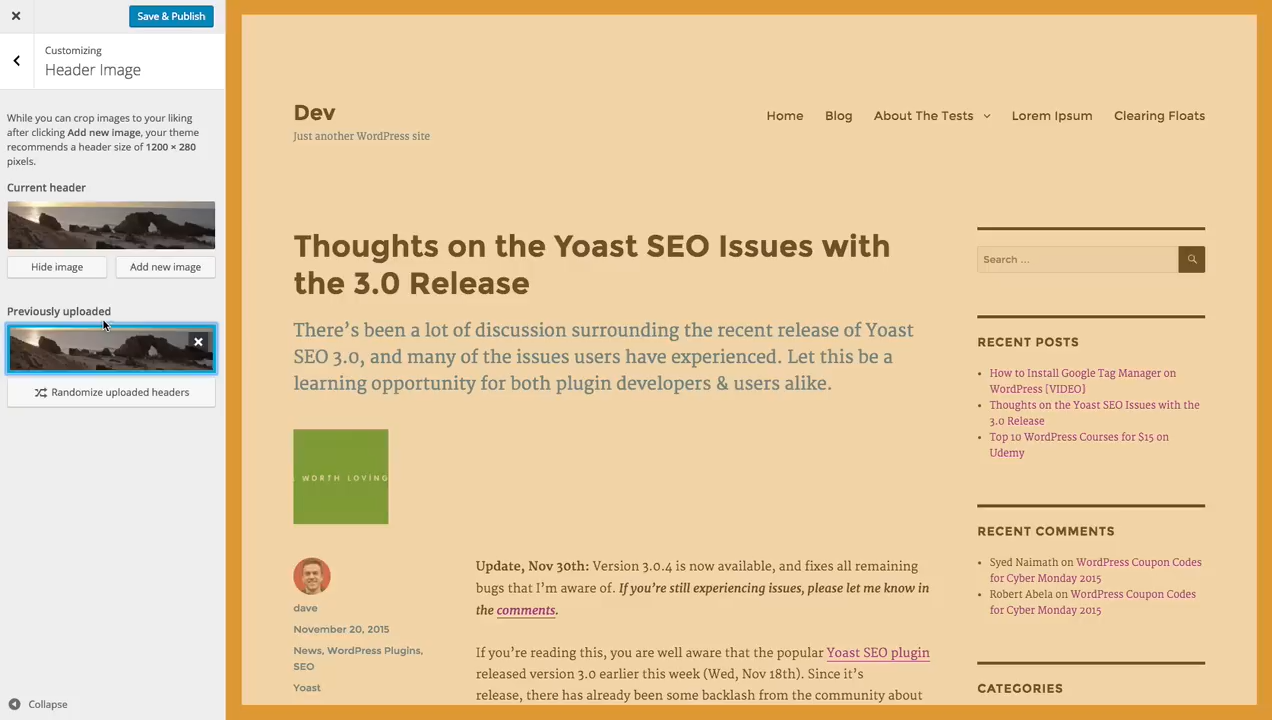 Save & Publish
Customizing
Header Image
While you can crop images to your liking
after clicking Add new image, your theme
recommends a header size of 1200 × 280
pixels.
Current header
Hide image
Add new image
Previously uploaded
Randomize uploaded headers
Collapse
Dev
Just another WordPress site
Home
Blog
About The Tests
Lorem Ipsum
Clearing Floats
Thoughts on the Yoast SEO Issues with
the 3.0 Release
There's been a lot of discussion surrounding the recent release of Yoast
SEO 3.0, and many of the issues users have experienced. Let this be a
learning opportunity for both plugin developers & users alike.
WORTH LOVING
dave
November 20, 2015
News, WordPress Plugins,
SEO
Yoast
Update, Nov 30th: Version 3.0.4 is now available, and fixes all remaining
bugs that I'm aware of. If you're still experiencing issues, please let me know in
the comments.
If you're reading this, you are well aware that the popular Yoast SEO plugin
released version 3.0 earlier this week (Wed, Nov 18th). Since it's
release, there has already been some backlash from the community about
Search ...
RECENT POSTS
How to Install Google Tag Manager on
WordPress [VIDEO]
Thoughts on the Yoast SEO Issues with the
3.0 Release
Top 10 WordPress Courses for $15 on
Udemy
RECENT COMMENTS
Syed Naimath on WordPress Coupon Codes
for Cyber Monday 2015
Robert Abela on WordPress Coupon Codes
for Cyber Monday 2015
CATEGORIES